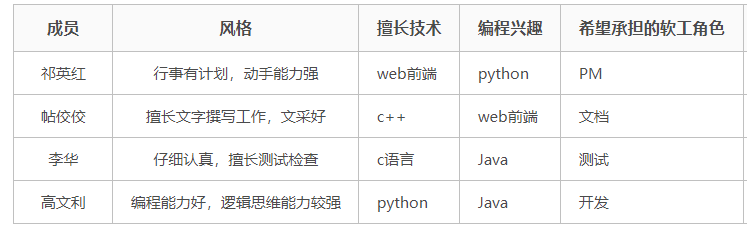 成员 风格 擅长技术 编程兴趣 希望承担的软工角色
祁英红 行事有计划，动手能力强 web前端 python PM
帖佼佼 擅长文字撰写工作，文采好 c++ web前端 文档
李华 仔细认真，擅长测试检查 c语言 Java 测试
高文利 编程能力好，逻辑思维能力较强 python Java 开发